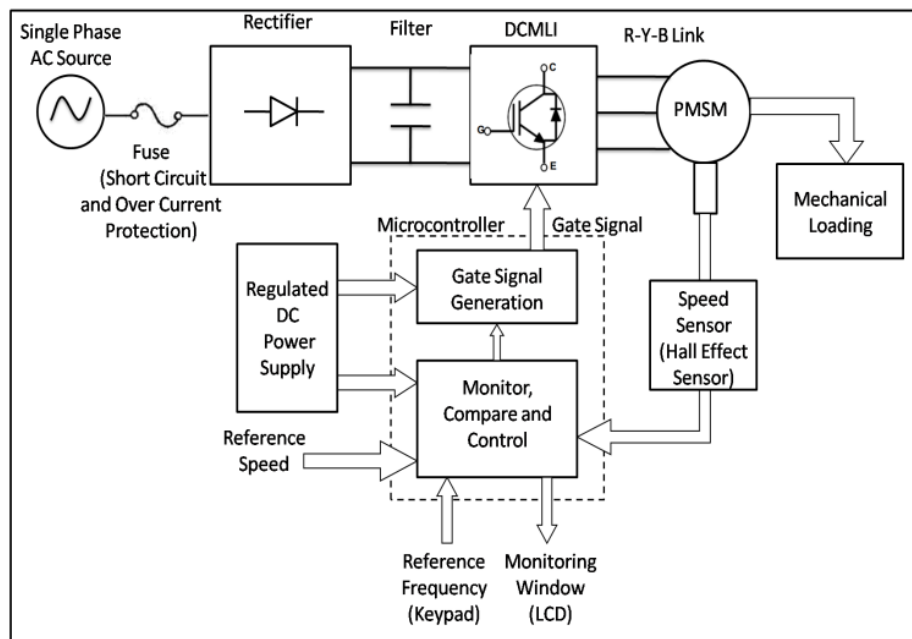 Single Phase
AC Source
Rectifier
Filter
DCMLI
R-Y-B Link
C
G
E
PMSM
Fuse
(Short Circuit
and Over Current
Protection)
Mechanical
Loading
Microcontroller
Gate Signal
Regulated
DC
Power
Supply
Gate Signal
Generation
Speed
Sensor
(Hall Effect
Sensor)
Monitor,
Compare and
Control
Reference
Speed
Reference
Frequency
(Keypad)
Monitoring
Window
(LCD)